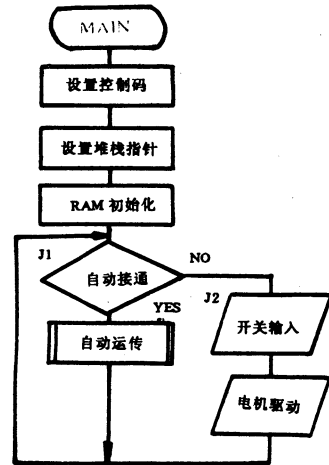 MAIN
设置控制码
设置堆栈指针
RAM 初始化
J1
自动接通
NO
YES
J2
开关输入
自动运传
电机驱动